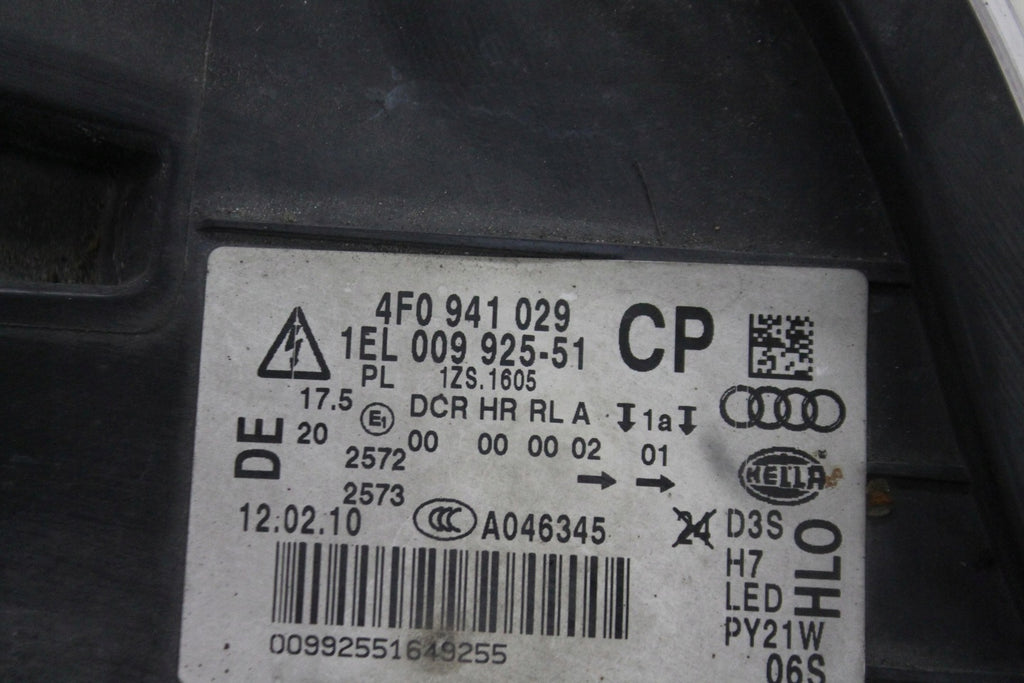 4F0 941 029
1EL 009 925-51
CP
PL 1ZS.1605
17.5
20
E1
DCR HR RL A 1a
00 00 00 02 01
DE
2572
2573
HELLA®
12.02.10
CCC
A046345
24
D3S
H7
LED
PY21W
06S
HLO
00992551649255